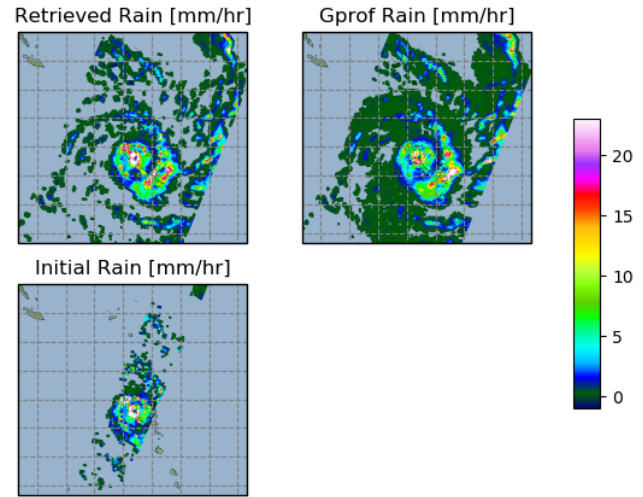 Retrieved Rain [mm/hr]
Gprof Rain [mm/hr]
Initial Rain [mm/hr]
20
15
10
5
0